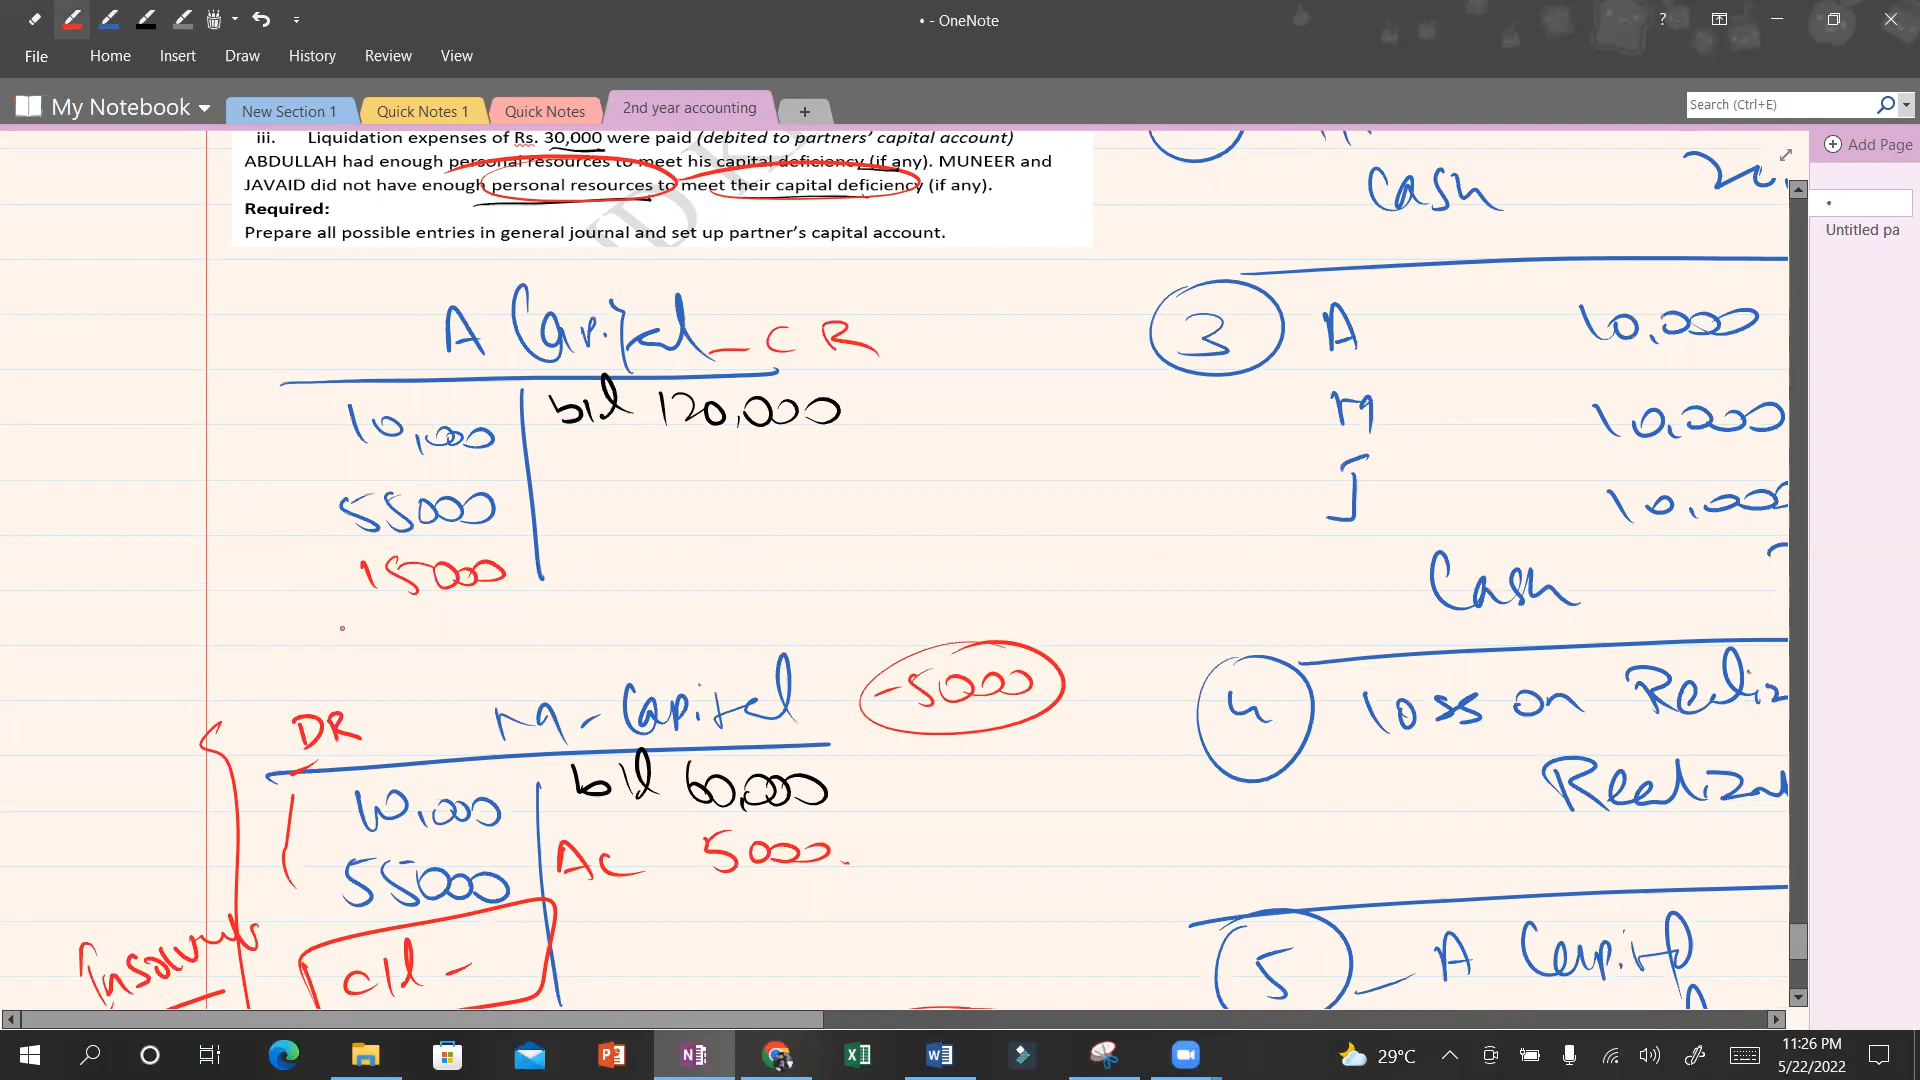 • - OneNote
File Home Insert Draw History Review View
My Notebook New Section 1 Quick Notes 1 Quick Notes 2nd year accounting +
Search (Ctrl+E)
Add Page
•
Untitled pa
iii. Liquidation expenses of Rs. 30,000 were paid (debited to partners' capital account)
ABDULLAH had enough personal resources to meet his capital deficiency (if any). MUNEER and
JAVAID did not have enough personal resources to meet their capital deficiency (if any).
Required:
Prepare all possible entries in general journal and set up partner's capital account.
A Capital - CR
10,000 b/d 120,000
55000
15000
M - Capital -5000
DR
10,000 b/d 60,000
55000 AC 5000
Insolvent
c/d -
Cash
3 A 10,000
M 10,000
J 10,000
Cash
4 loss on Realiz
Realizat
5 - A Capital
29°C
11:26 PM
5/22/2022